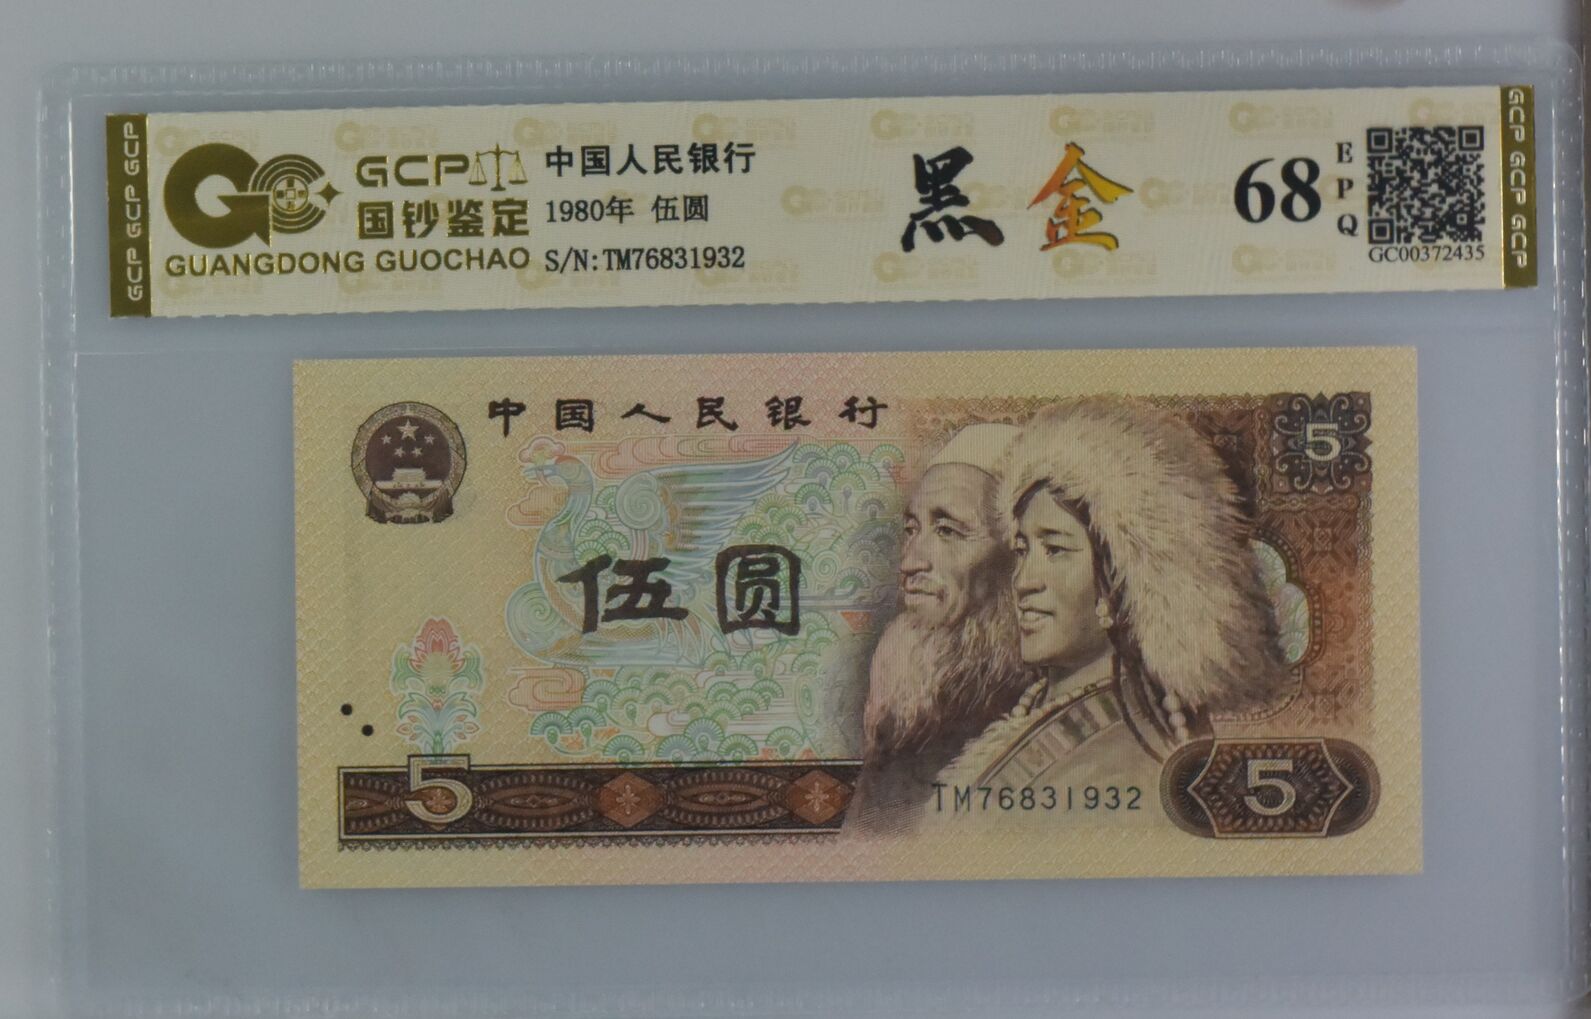 GCP GCP GCP
GCP
国钞鉴定
GUANGDONG GUOCHAO
中国人民银行
1980年 伍圆
S/N:TM76831932
黑金
68
EPQ
GC00372435
GCP GCP GCP
中国人民银行
5
伍圆
5
TM76831932
5